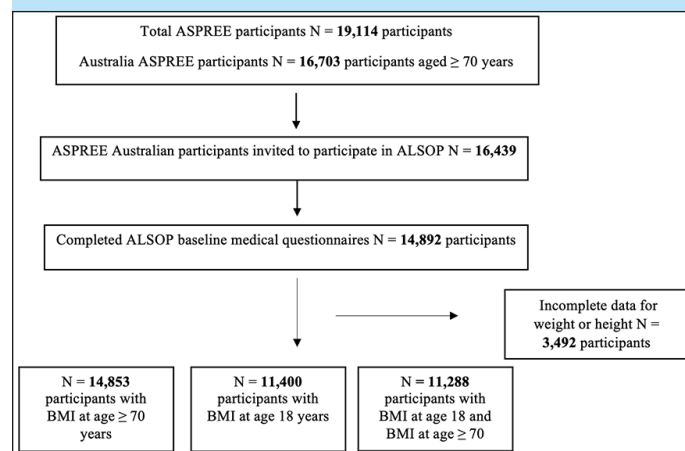 Total ASPREE participants N = 19,114 participants
Australia ASPREE participants N = 16,703 participants aged ≥ 70 years
ASPREE Australian participants invited to participate in ALSOP N = 16,439
Completed ALSOP baseline medical questionnaires N = 14,892 participants
Incomplete data for
weight or height N =
3,492 participants
N = 14,853
participants with
BMI at age ≥ 70
years
N = 11,400
participants with
BMI at age 18 years
N = 11,288
participants with
BMI at age 18 and
BMI at age ≥ 70